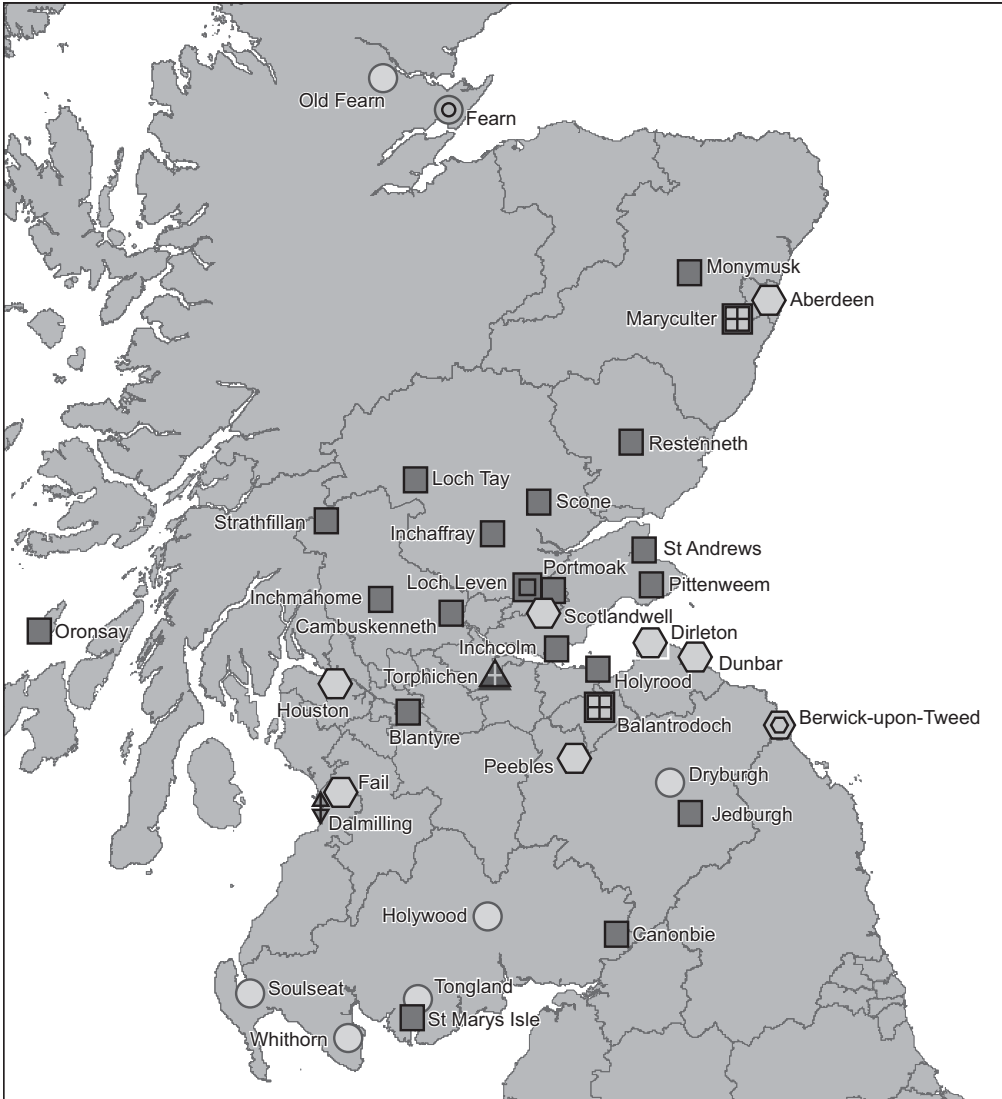 Old Fearn
Fearn
Monymusk
Aberdeen
Maryculter
Restenneth
Loch Tay
Scone
Strathfillan
Inchaffray
St Andrews
Portmoak
Loch Leven
Pittenweem
Inchmahome
Scotlandwell
Cambuskenneth
Oronsay
Dirleton
Inchcolm
Dunbar
Torphichen
Holyrood
Houston
Berwick-upon-Tweed
Balantrodoch
Blantyre
Peebles
Dryburgh
Fail
Jedburgh
Dalmilling
Holywood
Canonbie
Soulseat
Tongland
St Marys Isle
Whithorn